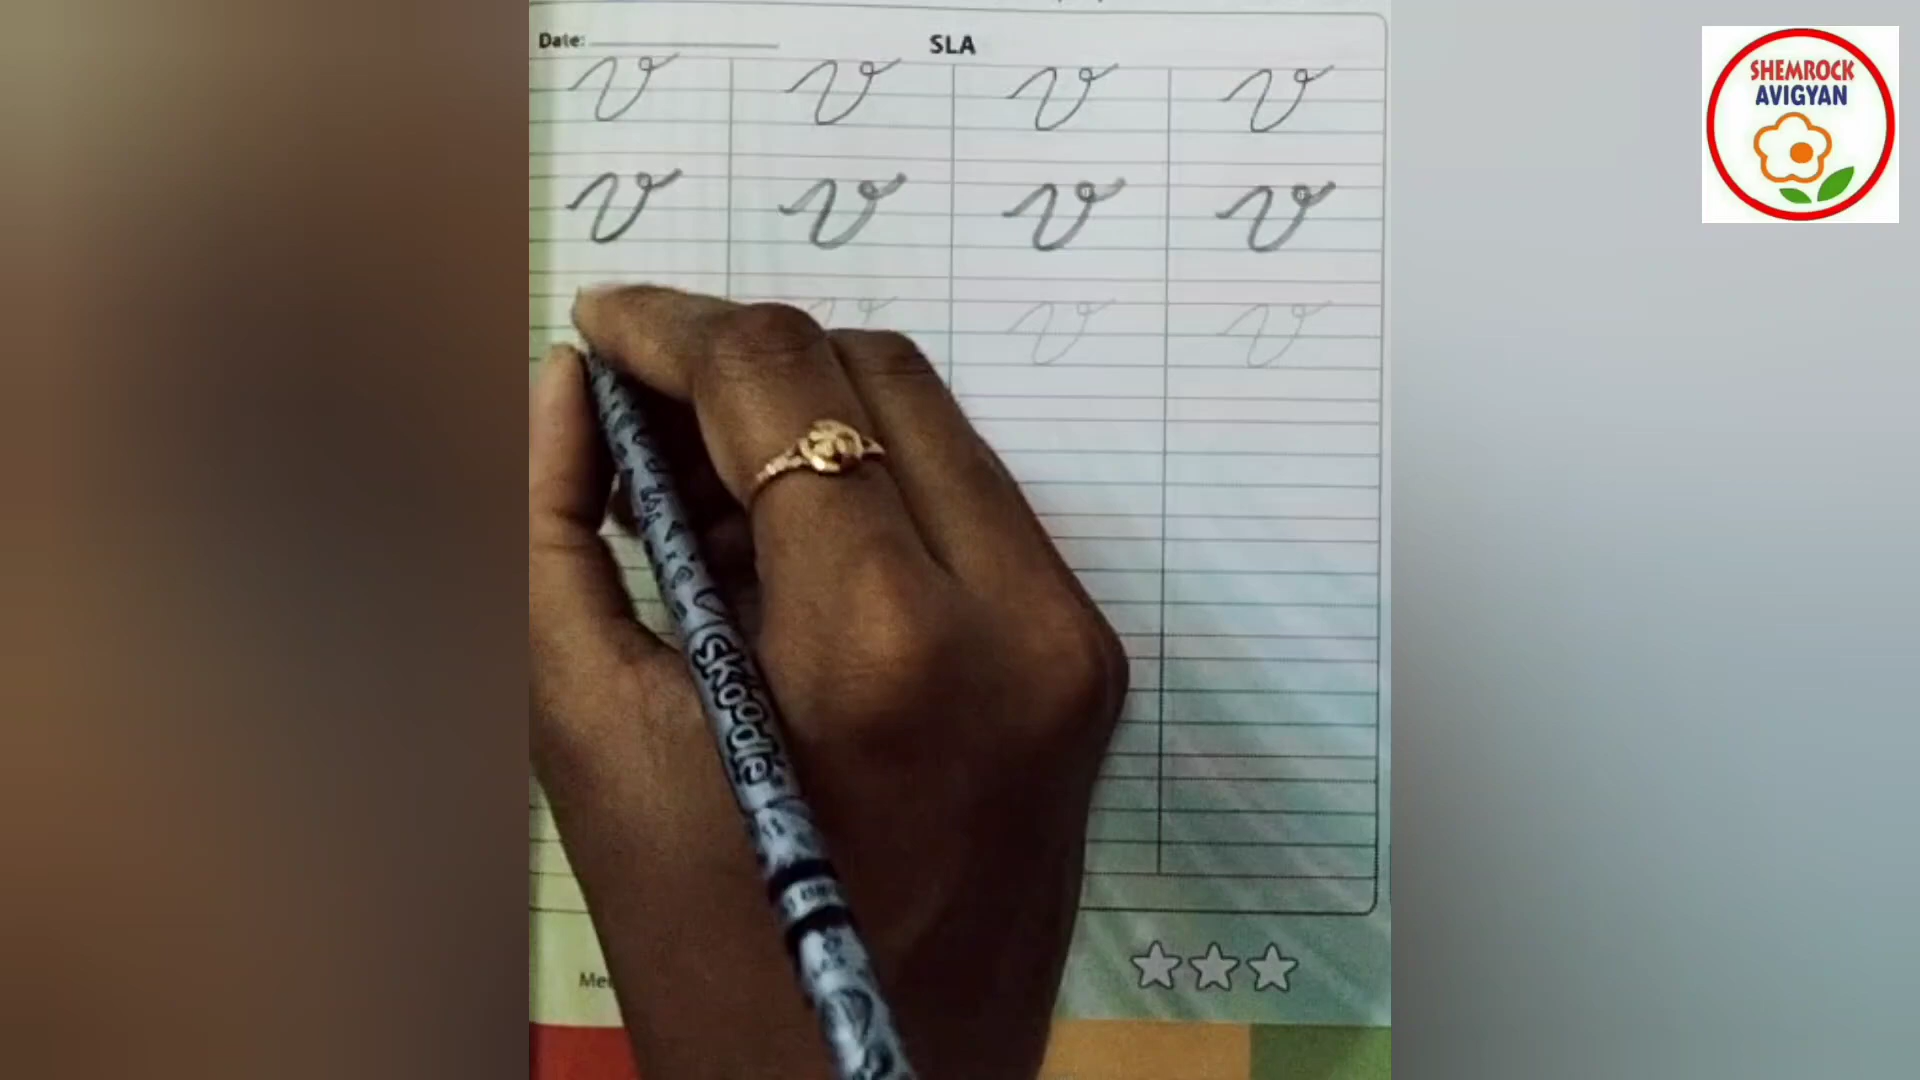 Date:
SLA
v v v v
v v v v
v v v
skoodle
SHEMROCK
AVIGYAN